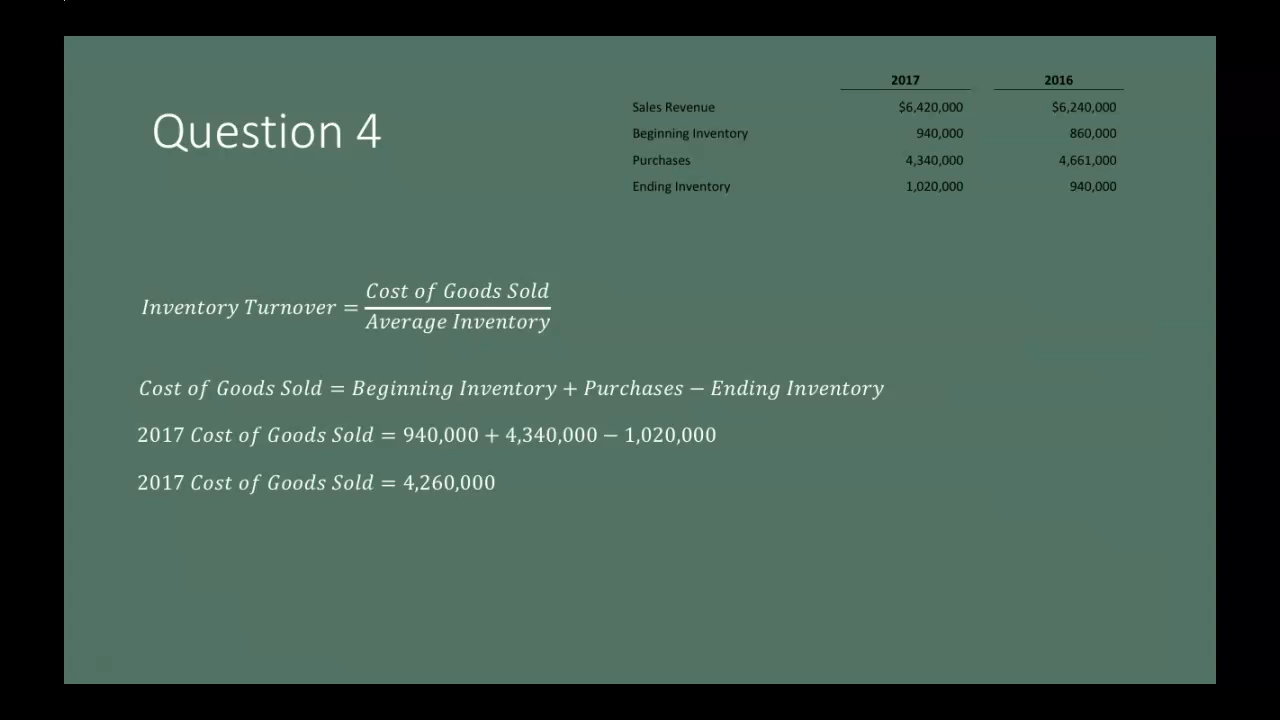 Question 4
2017 2016
Sales Revenue $6,420,000 $6,240,000
Beginning Inventory 940,000 860,000
Purchases 4,340,000 4,661,000
Ending Inventory 1,020,000 940,000
Inventory Turnover = Cost of Goods Sold / Average Inventory
Cost of Goods Sold = Beginning Inventory + Purchases − Ending Inventory
2017 Cost of Goods Sold = 940,000 + 4,340,000 − 1,020,000
2017 Cost of Goods Sold = 4,260,000